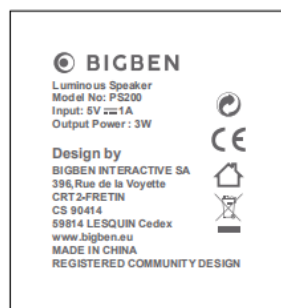 BIGBEN
Luminous Speaker
Model No: PS200
Input: 5V ⎓ 1A
Output Power : 3W
Design by
BIGBEN INTERACTIVE SA
396,Rue de la Voyette
CRT2-FRETIN
CS 90414
59814 LESQUIN Cedex
www.bigben.eu
MADE IN CHINA
REGISTERED COMMUNITY DESIGN
CE